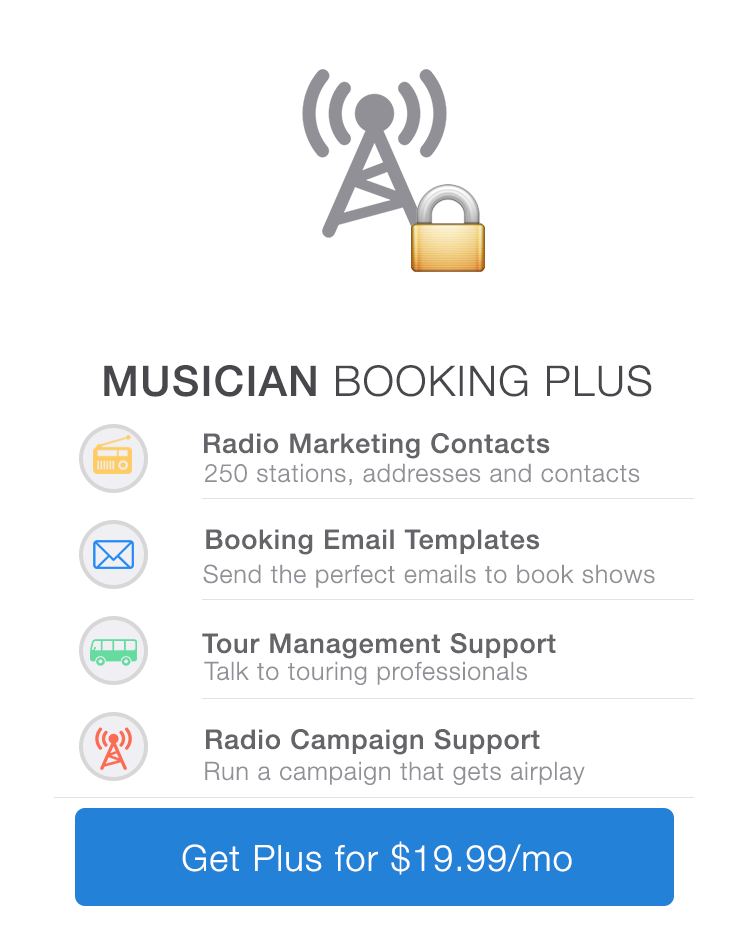 MUSICIAN BOOKING PLUS
Radio Marketing Contacts
250 stations, addresses and contacts
Booking Email Templates
Send the perfect emails to book shows
Tour Management Support
Talk to touring professionals
Radio Campaign Support
Run a campaign that gets airplay
Get Plus for $19.99/mo